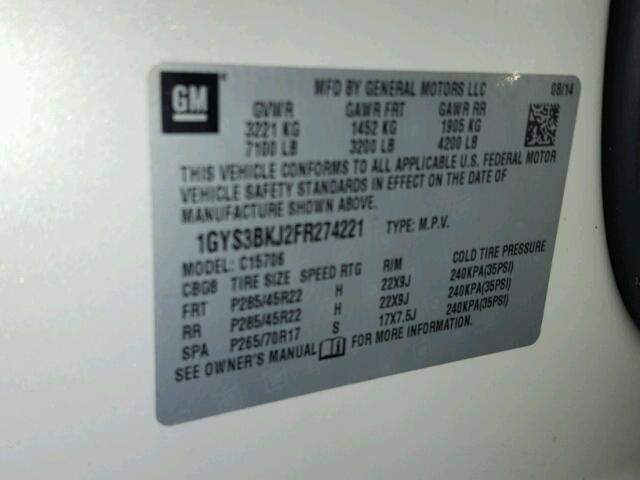 GM
MFD BY GENERAL MOTORS LLC 08/14
GVWR GAWR FRT GAWR RR
3221 KG 1452 KG 1905 KG
7100 LB 3200 LB 4200 LB
THIS VEHICLE CONFORMS TO ALL APPLICABLE U.S. FEDERAL MOTOR
VEHICLE SAFETY STANDARDS IN EFFECT ON THE DATE OF
MANUFACTURE SHOWN ABOVE.
1GYS3BKJ2FR274221 TYPE: M.P.V.
MODEL: C15706
CBG8 TIRE SIZE SPEED RTG RIM COLD TIRE PRESSURE
FRT P285/45R22 H 22X9J 240KPA(35PSI)
RR P285/45R22 H 22X9J 240KPA(35PSI)
SPA P265/70R17 S 17X7.5J 240KPA(35PSI)
SEE OWNER'S MANUAL FOR MORE INFORMATION.